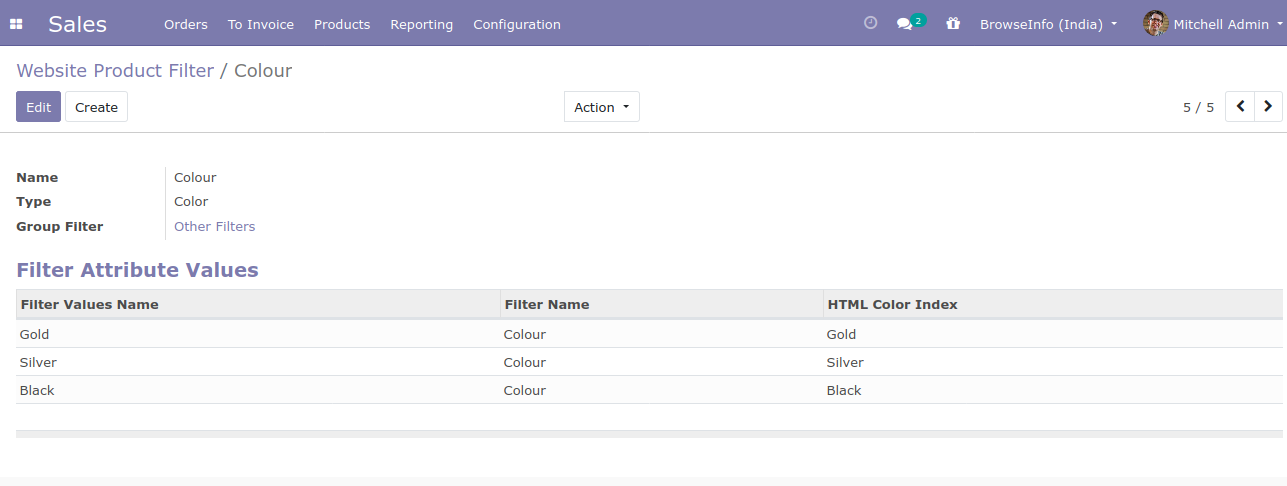 Sales Orders To Invoice Products Reporting Configuration 2 BrowseInfo (India) Mitchell Admin
Website Product Filter / Colour
Edit Create Action 5 / 5
Name Colour
Type Color
Group Filter Other Filters
Filter Attribute Values
Filter Values Name Filter Name HTML Color Index
Gold Colour Gold
Silver Colour Silver
Black Colour Black